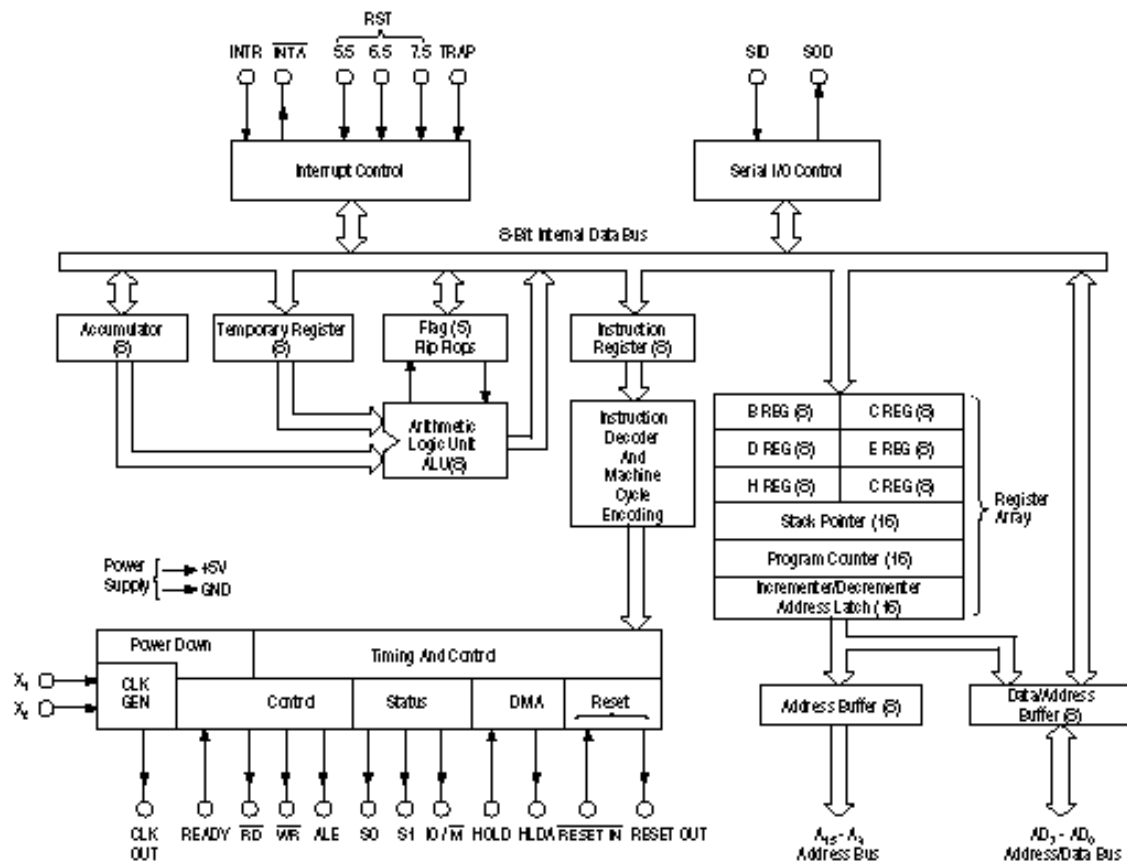 RST
INTR INTA 5.5 6.5 7.5 TRAP SID SOD
Interrupt Control
Serial I/O Control
8-Bit Internal Data Bus
Accumulator
(8)
Temporary Register
(8)
Flag (5)
Flip Flops
Instruction
Register (8)
Arithmetic
Logic Unit
ALU(8)
Instruction
Decoder
And
Machine
Cycle
Encoding
B REG (8) C REG (8)
D REG (8) E REG (8)
H REG (8) C REG (8)
Stack Pointer (16)
Program Counter (16)
Incrementer/Decrementer
Address Latch (16)
Register
Array
Power
Supply
+5V
GND
Power Down
Timing And Control
X1
X2
CLK
GEN
Control Status DMA Reset
Address Buffer (8)
Data/Address
Buffer (8)
CLK
OUT
READY RD WR ALE S0 S1 IO / M HOLD HLDA RESET IN RESET OUT
A15 - A8
Address Bus
AD7 - AD0
Address/Data Bus